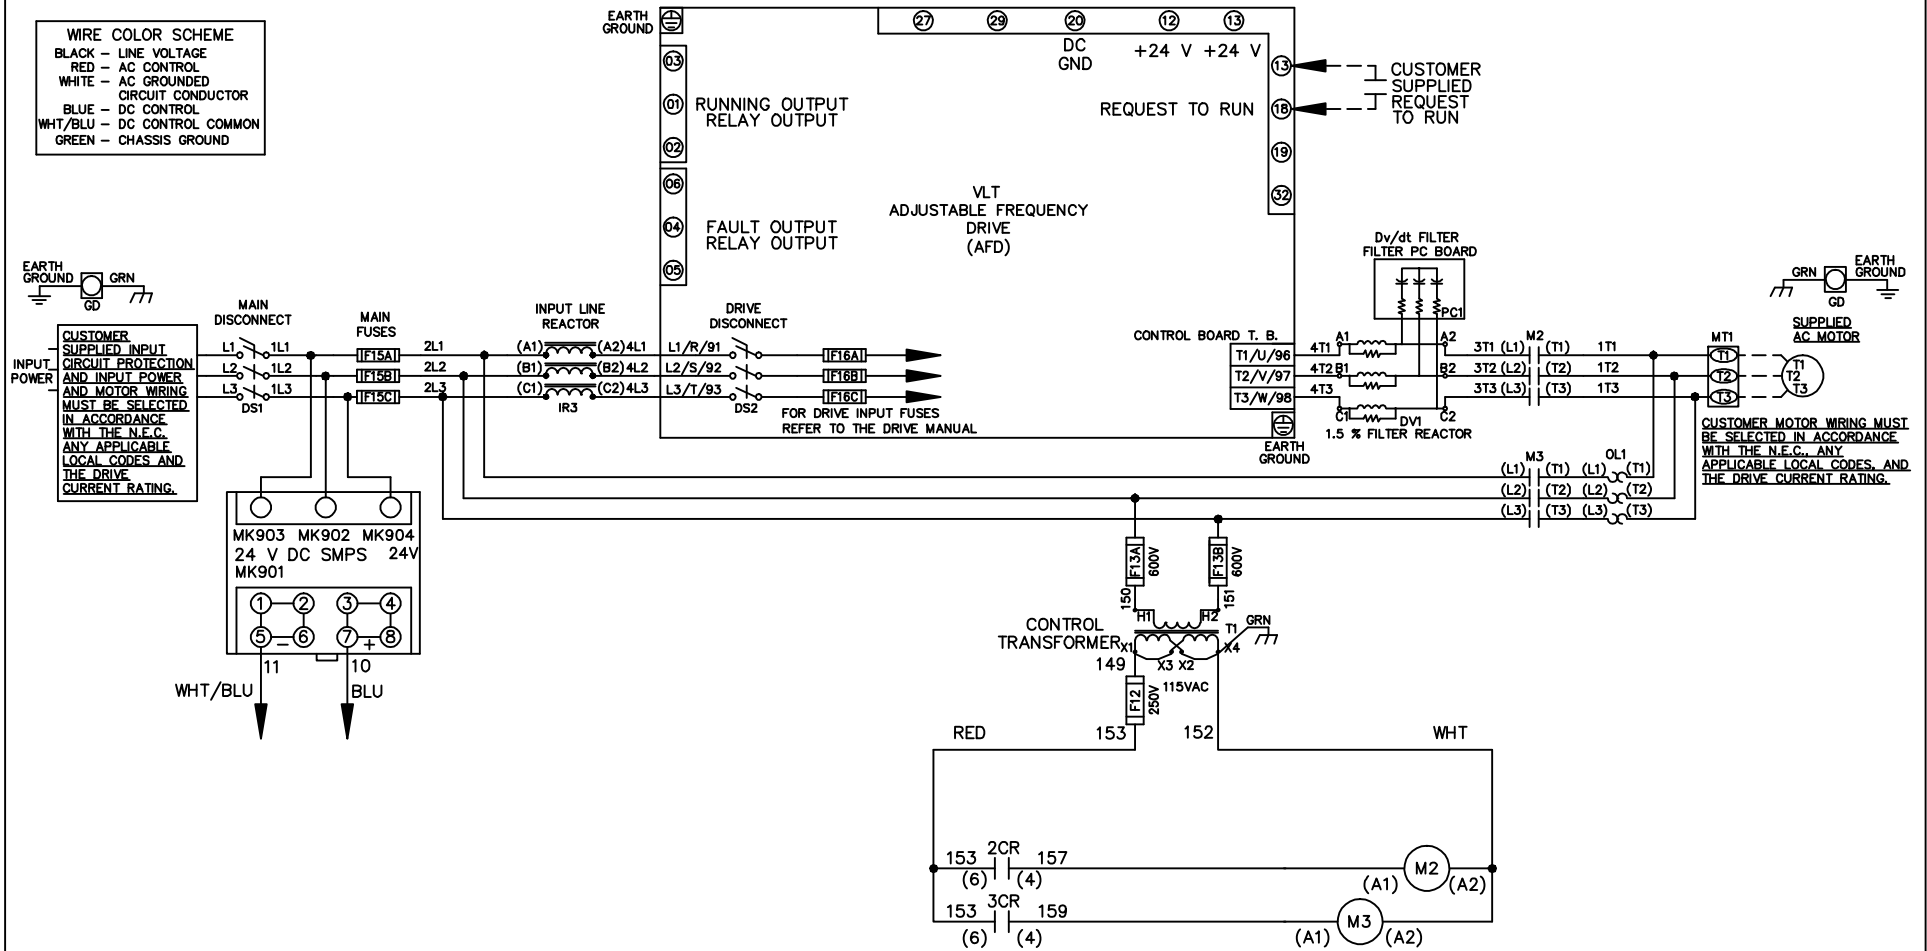 WIRE COLOR SCHEME
BLACK – LINE VOLTAGE
RED – AC CONTROL
WHITE – AC GROUNDED
CIRCUIT CONDUCTOR
BLUE – DC CONTROL
WHT/BLU – DC CONTROL COMMON
GREEN – CHASSIS GROUND
EARTH
GROUND
27 29 20 12 13
DC
GND
+24 V +24 V
03
01
02
RUNNING OUTPUT
RELAY OUTPUT
06
04
05
FAULT OUTPUT
RELAY OUTPUT
VLT
ADJUSTABLE FREQUENCY
DRIVE
(AFD)
REQUEST TO RUN
13
18
19
32
CUSTOMER
SUPPLIED
REQUEST
TO RUN
EARTH
GROUND
GRN
GD
INPUT
POWER
CUSTOMER
SUPPLIED INPUT
CIRCUIT PROTECTION
AND INPUT POWER
AND MOTOR WIRING
MUST BE SELECTED
IN ACCORDANCE
WITH THE N.E.C.
ANY APPLICABLE
LOCAL CODES AND
THE DRIVE
CURRENT RATING.
MAIN
DISCONNECT
L1 1L1
L2 1L2
L3 1L3
DS1
MAIN
FUSES
F15A
F15B
F15C
2L1
2L2
2L3
INPUT LINE
REACTOR
(A1) (A2) 4L1
(B1) (B2) 4L2
(C1) (C2) 4L3
IR3
L1/R/91
L2/S/92
L3/T/93
DRIVE
DISCONNECT
DS2
F16A
F16B
F16C
FOR DRIVE INPUT FUSES
REFER TO THE DRIVE MANUAL
CONTROL BOARD T. B.
T1/U/96
T2/V/97
T3/W/98
EARTH
GROUND
Dv/dt FILTER
FILTER PC BOARD
PC1
4T1 A1 A2
4T2 B1 B2
4T3 C1 C2
DV1
1.5 % FILTER REACTOR
M2
3T1 (L1) (T1) 1T1
3T2 (L2) (T2) 1T2
3T3 (L3) (T3) 1T3
MT1
T1
T2
T3
GRN
GD
EARTH
GROUND
SUPPLIED
AC MOTOR
T1
T2
T3
CUSTOMER MOTOR WIRING MUST
BE SELECTED IN ACCORDANCE
WITH THE N.E.C., ANY
APPLICABLE LOCAL CODES, AND
THE DRIVE CURRENT RATING.
M3 OL1
(L1) (T1) (L1) (T1)
(L2) (T2) (L2) (T2)
(L3) (T3) (L3) (T3)
MK903 MK902 MK904
24 V DC SMPS 24V
MK901
1 2 3 4
5 – 6 7 + 8
11 10
WHT/BLU BLU
F13A 600V
F13B 600V
150 151
H1 H2
CONTROL
TRANSFORMER
T1
GRN
X1 X3 X2 X4
149
115VAC
F12 250V
153 152
RED WHT
2CR
153 157
(6) (4)
M2
(A1) (A2)
3CR
153 159
(6) (4)
M3
(A1) (A2)